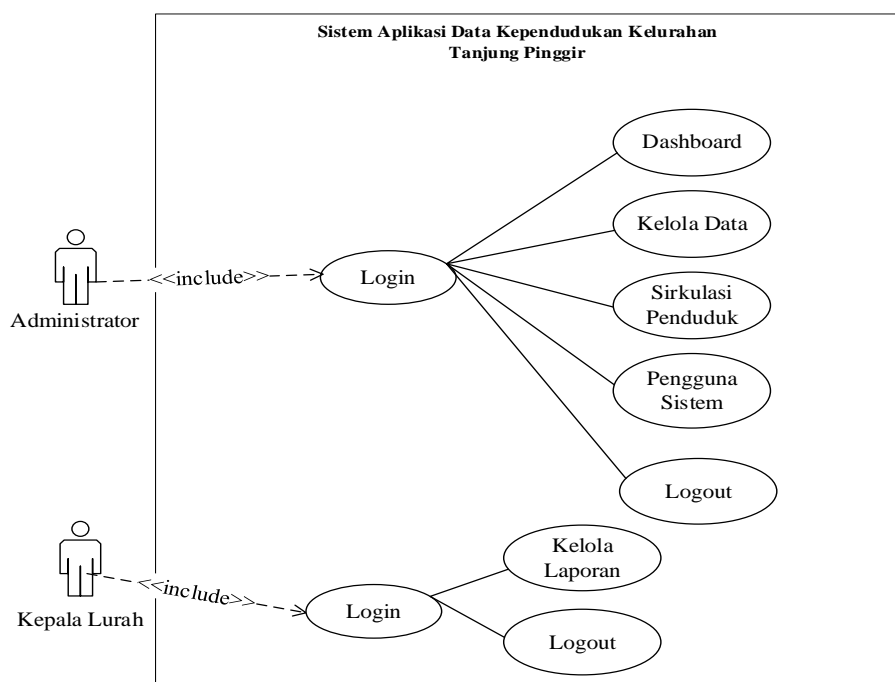 Sistem Aplikasi Data Kependudukan Kelurahan
Tanjung Pinggir
Dashboard
Kelola Data
Sirkulasi
Penduduk
Pengguna
Sistem
Logout
Administrator
<<include>>
Login
Kepala Lurah
<<include>>
Login
Kelola
Laporan
Logout